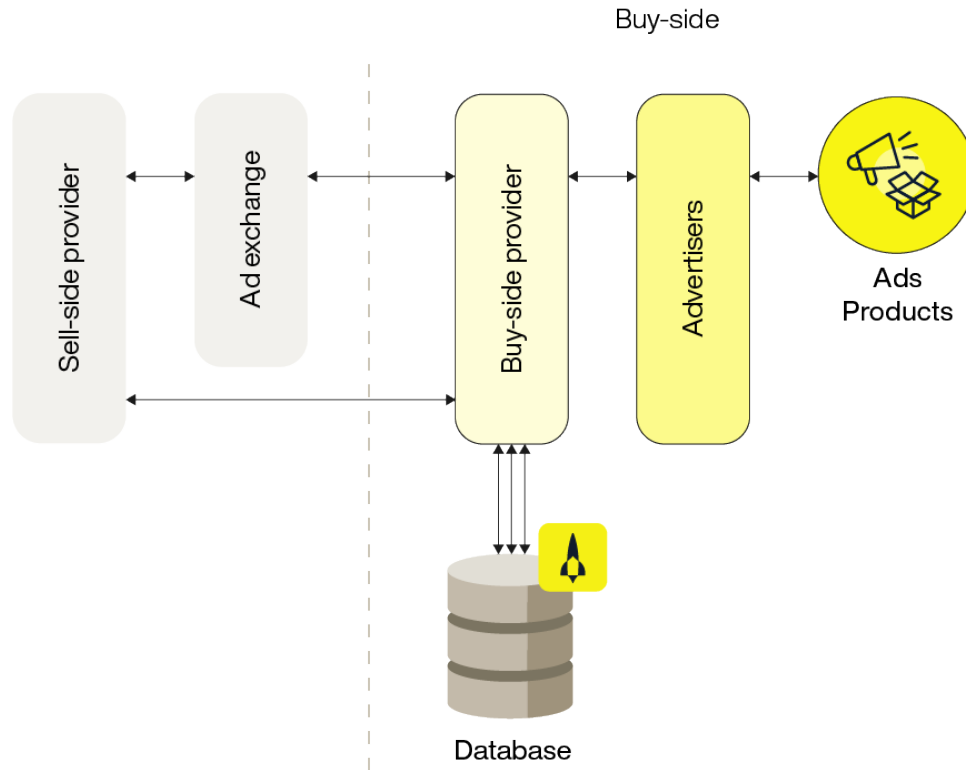 Buy-side
Sell-side provider
Ad exchange
Buy-side provider
Advertisers
Ads
Products
Database